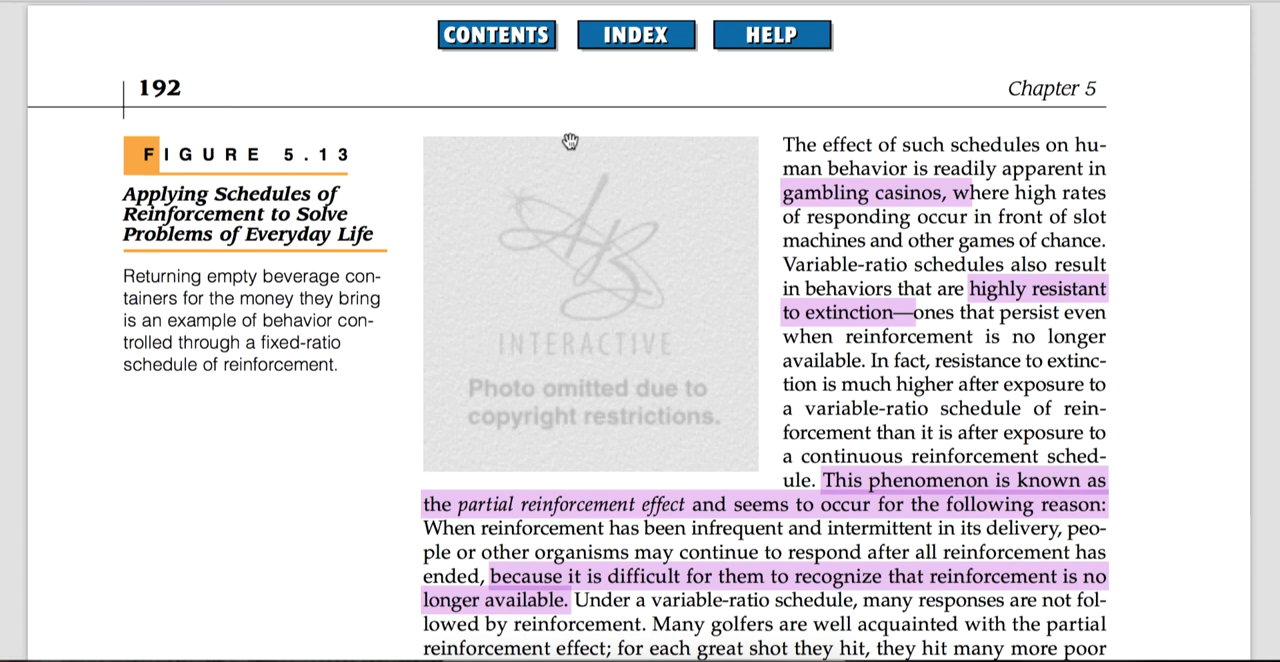 CONTENTS INDEX HELP
192 Chapter 5
FIGURE 5.13
Applying Schedules of
Reinforcement to Solve
Problems of Everyday Life
Returning empty beverage con-
tainers for the money they bring
is an example of behavior con-
trolled through a fixed-ratio
schedule of reinforcement.
AB
INTERACTIVE
Photo omitted due to
copyright restrictions.
The effect of such schedules on hu-
man behavior is readily apparent in
gambling casinos, where high rates
of responding occur in front of slot
machines and other games of chance.
Variable-ratio schedules also result
in behaviors that are highly resistant
to extinction—ones that persist even
when reinforcement is no longer
available. In fact, resistance to extinc-
tion is much higher after exposure to
a variable-ratio schedule of rein-
forcement than it is after exposure to
a continuous reinforcement sched-
ule. This phenomenon is known as
the partial reinforcement effect and seems to occur for the following reason:
When reinforcement has been infrequent and intermittent in its delivery, peo-
ple or other organisms may continue to respond after all reinforcement has
ended, because it is difficult for them to recognize that reinforcement is no
longer available. Under a variable-ratio schedule, many responses are not fol-
lowed by reinforcement. Many golfers are well acquainted with the partial
reinforcement effect; for each great shot they hit, they hit many more poor